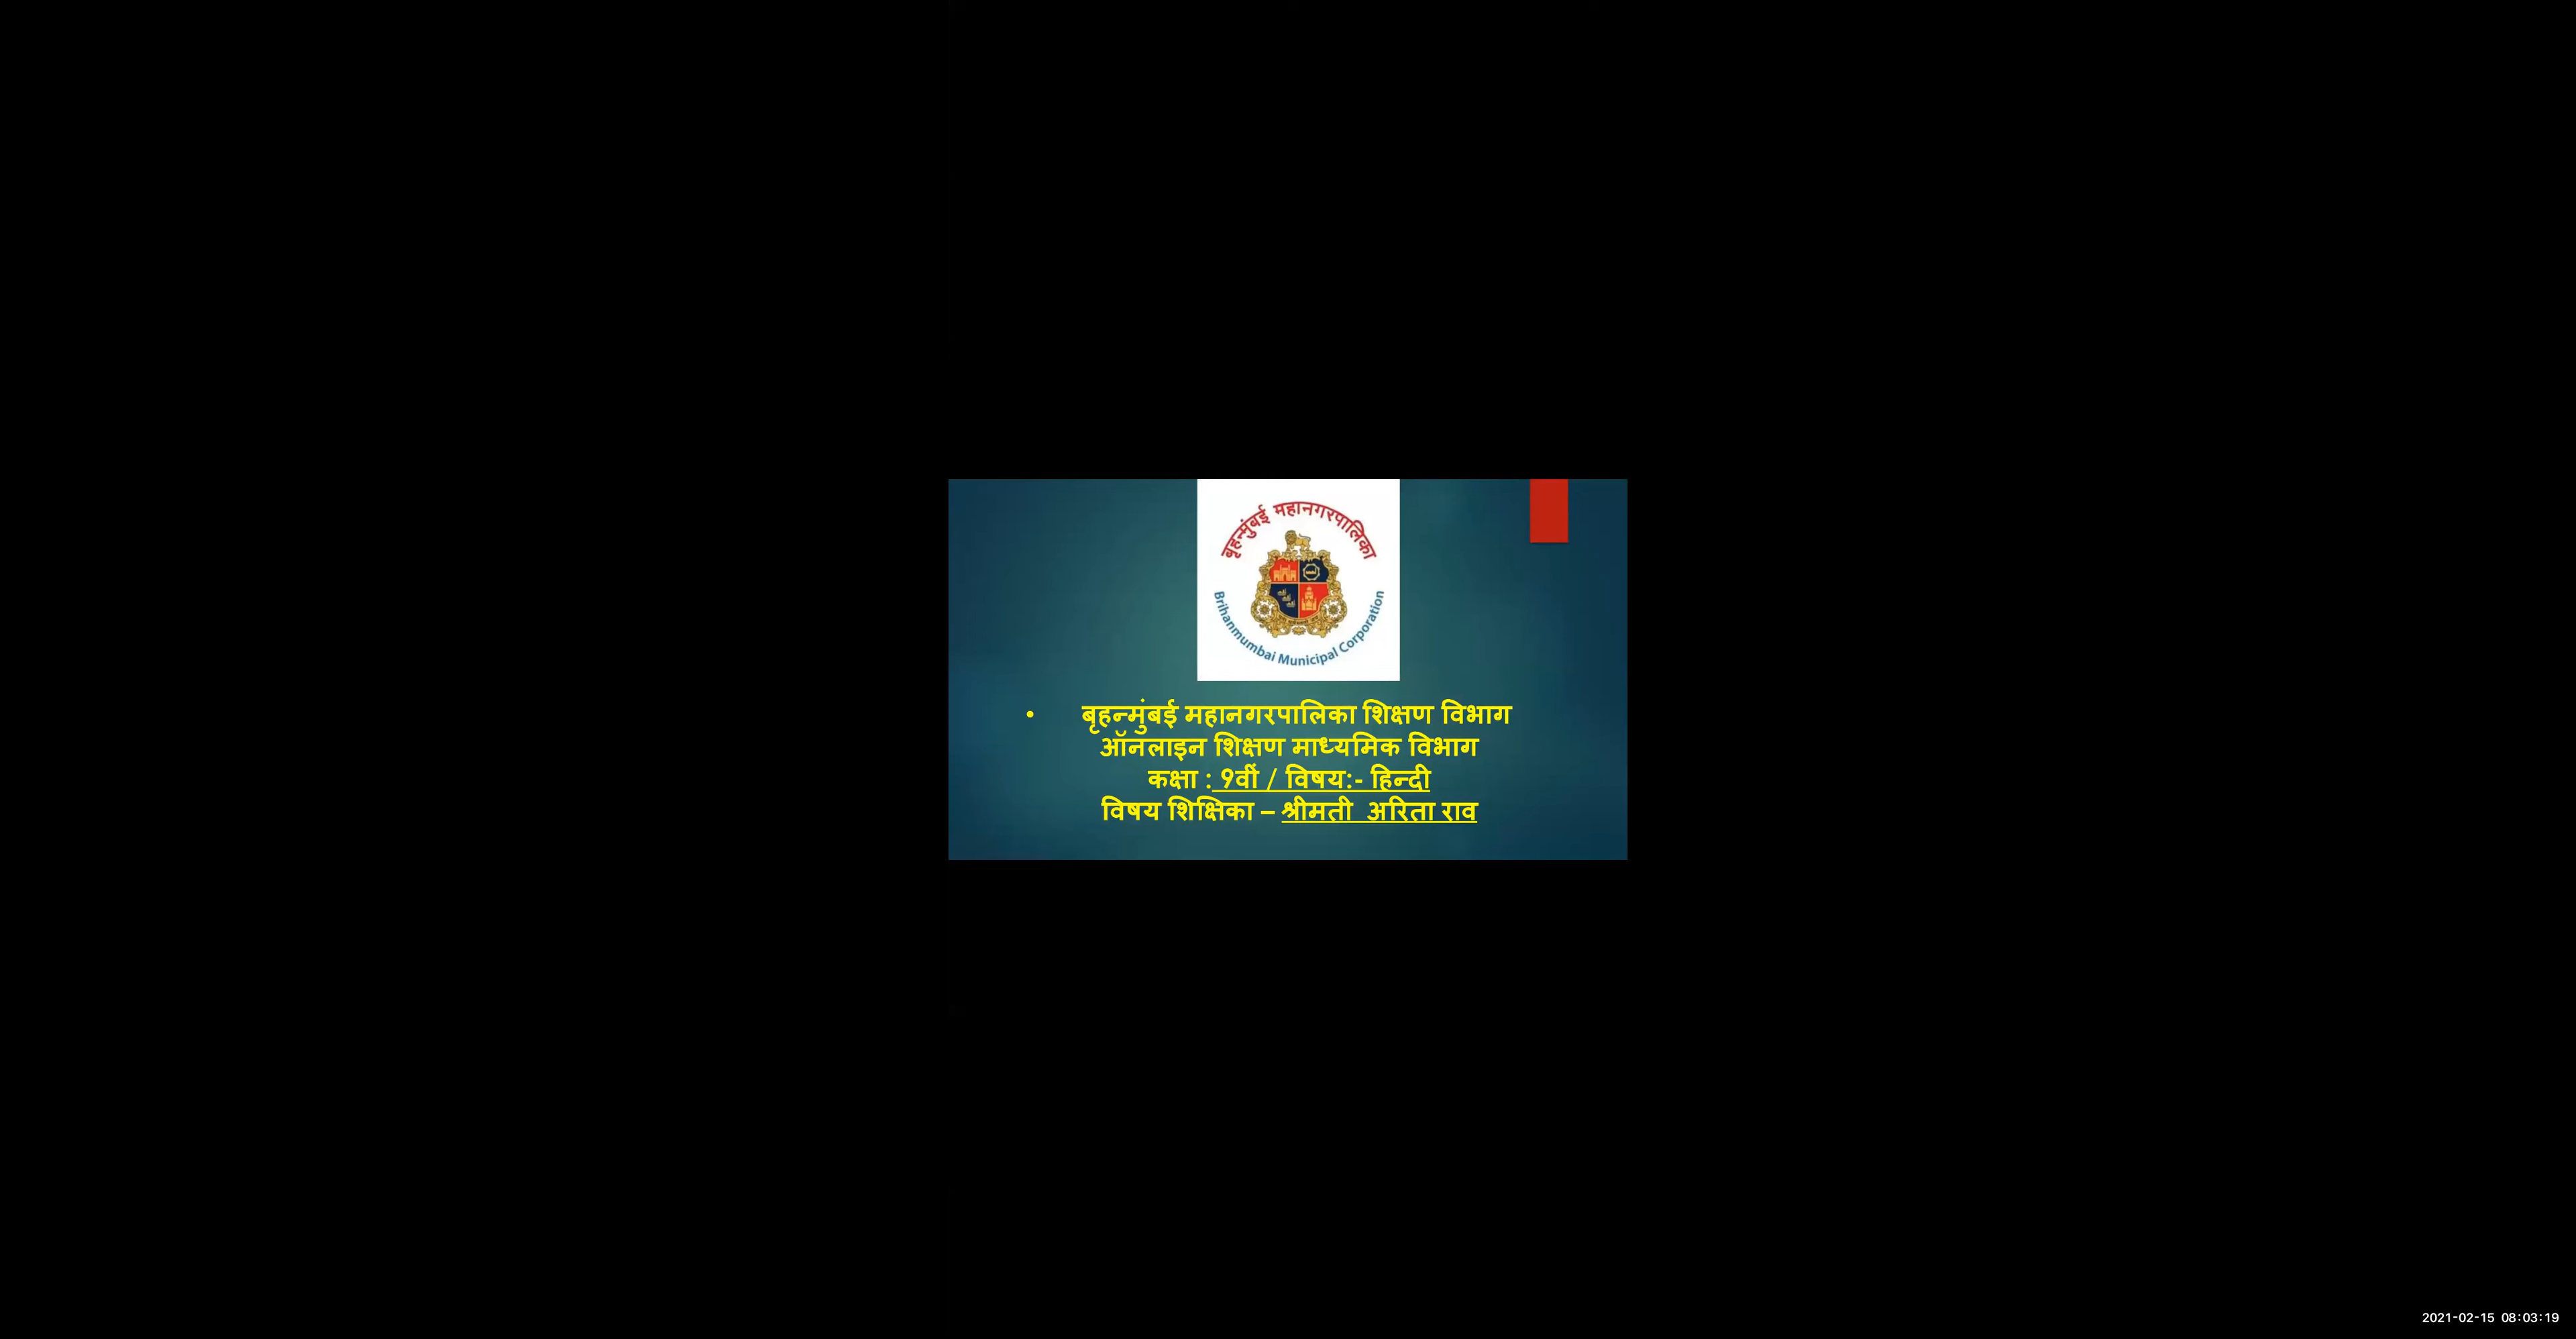 बृहन्मुंबई महानगरपालिका
Brihanmumbai Municipal Corporation
• बृहन्मुंबई महानगरपालिका शिक्षण विभाग
ऑनलाइन शिक्षण माध्यमिक विभाग
कक्षा : 9वीं / विषय:- हिन्दी
विषय शिक्षिका – श्रीमती अरिता राव
2021-02-15 08:03:19